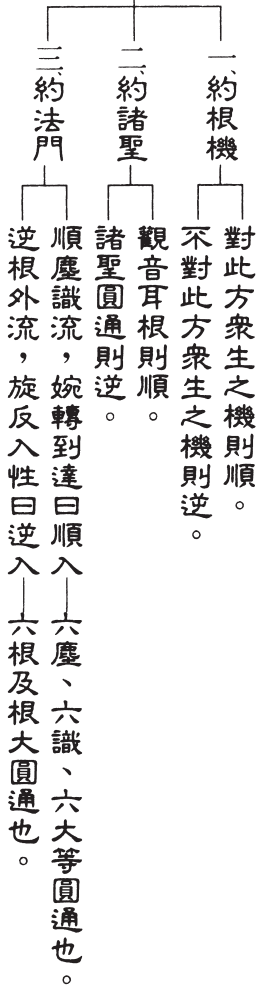 一、約根機
對此方衆生之機則順。
不對此方衆生之機則逆。
二、約諸聖
觀音耳根則順。
諸聖圓通則逆。
三、約法門
順塵識流，婉轉到達曰順入──六塵、六識、六大等圓通也。
逆根外流，旋反入性曰逆入──六根及根大圓通也。